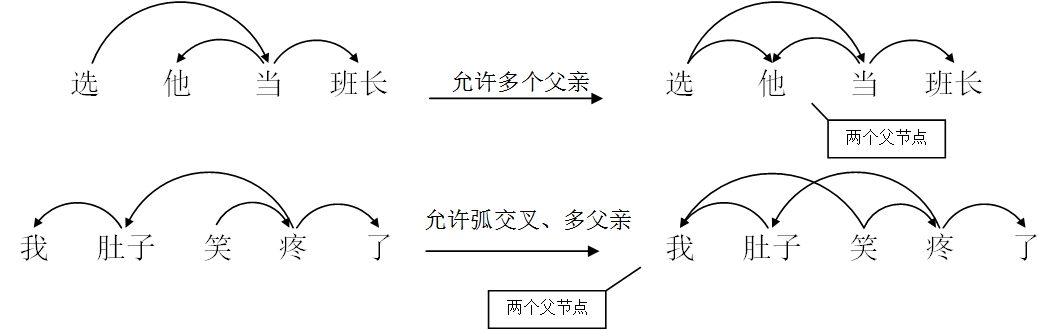 选 他 当 班长
允许多个父亲
选 他 当 班长
两个父节点
我 肚子 笑 疼 了
允许弧交叉、多父亲
我 肚子 笑 疼 了
两个父节点